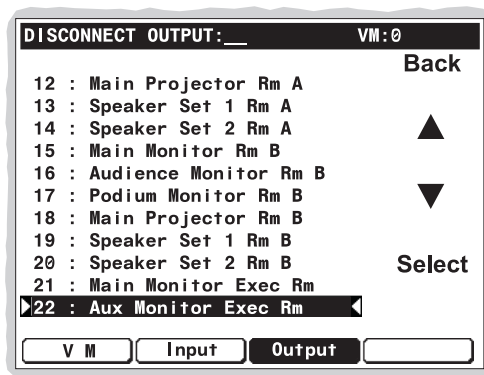 DISCONNECT OUTPUT:__ VM:0
Back
12 : Main Projector Rm A
13 : Speaker Set 1 Rm A
14 : Speaker Set 2 Rm A
15 : Main Monitor Rm B
16 : Audience Monitor Rm B
17 : Podium Monitor Rm B
18 : Main Projector Rm B
19 : Speaker Set 1 Rm B
20 : Speaker Set 2 Rm B
Select
21 : Main Monitor Exec Rm
22 : Aux Monitor Exec Rm
V M Input Output